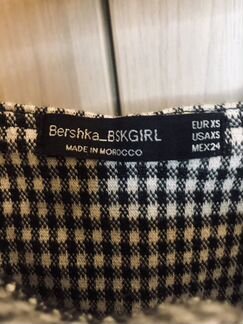 Bershka_BSKGIRL
MADE IN MOROCCO
EUR XS
USA XS
MEX 24